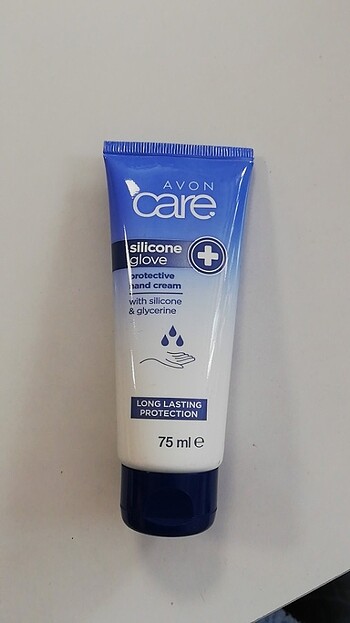 AVON
care
silicone
glove
protective
hand cream
with silicone
& glycerine
LONG LASTING
PROTECTION
75 ml e